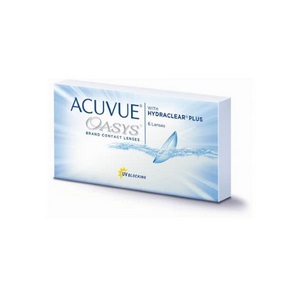 ACUVUE®
OASYS®
BRAND CONTACT LENSES
WITH
HYDRACLEAR® PLUS
6 Lenses
UV BLOCKING